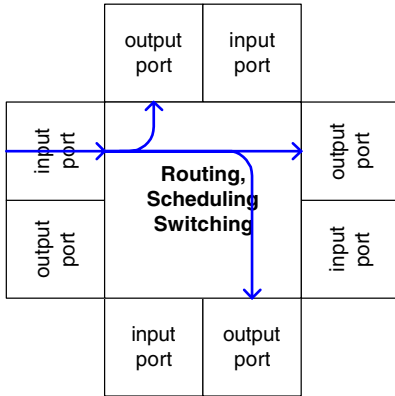 output
port
input
port
input
port
output
port
Routing,
Scheduling
Switching
output
port
input
port
input
port
output
port